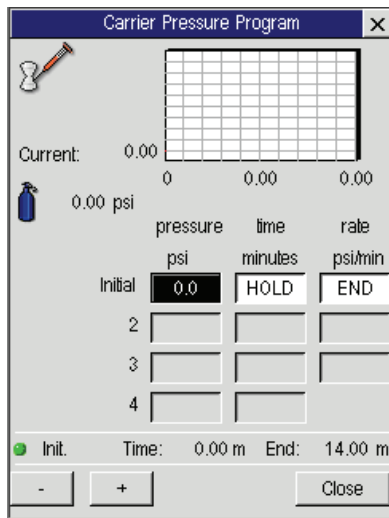 Carrier Pressure Program
Current: 0.00
0 0.00 0.00
0.00 psi
pressure time rate
psi minutes psi/min
Initial 0.0 HOLD END
2
3
4
Init. Time: 0.00 m End: 14.00 m
- + Close